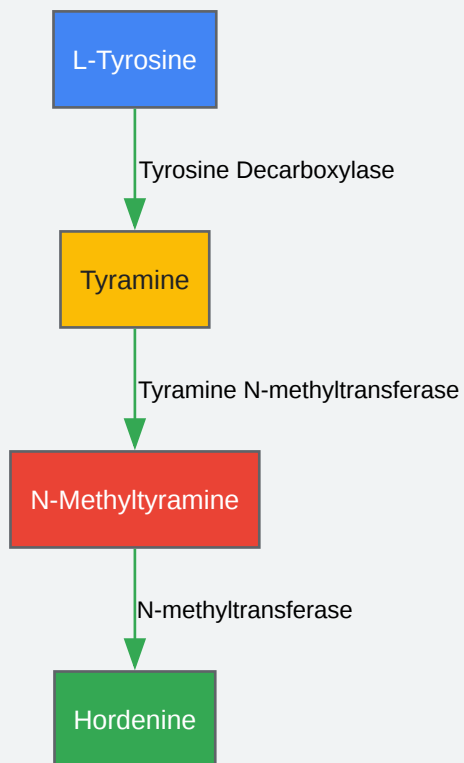 L-Tyrosine
Tyrosine Decarboxylase
Tyramine
Tyramine N-methyltransferase
N-Methyltyramine
N-methyltransferase
Hordenine